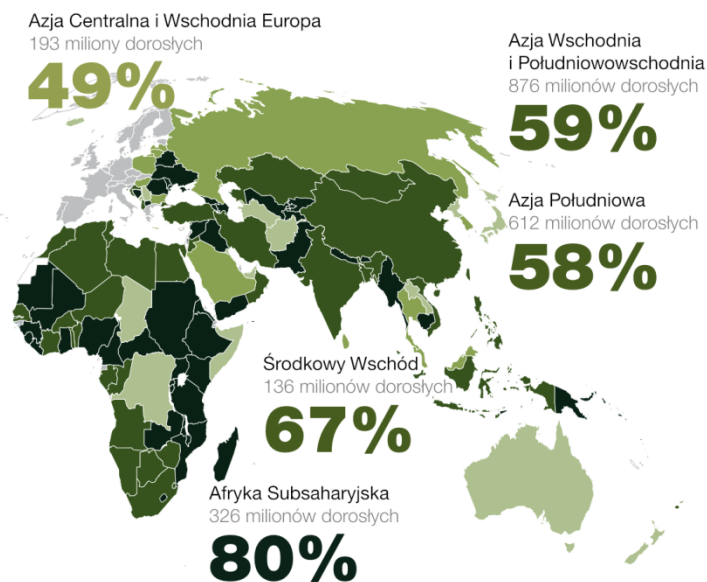 Azja Centralna i Wschodnia Europa
193 miliony dorosłych
49%
Azja Wschodnia
i Południowowschodnia
876 milionów dorosłych
59%
Azja Południowa
612 milionów dorosłych
58%
Środkowy Wschód
136 milionów dorosłych
67%
Afryka Subsaharyjska
326 milionów dorosłych
80%